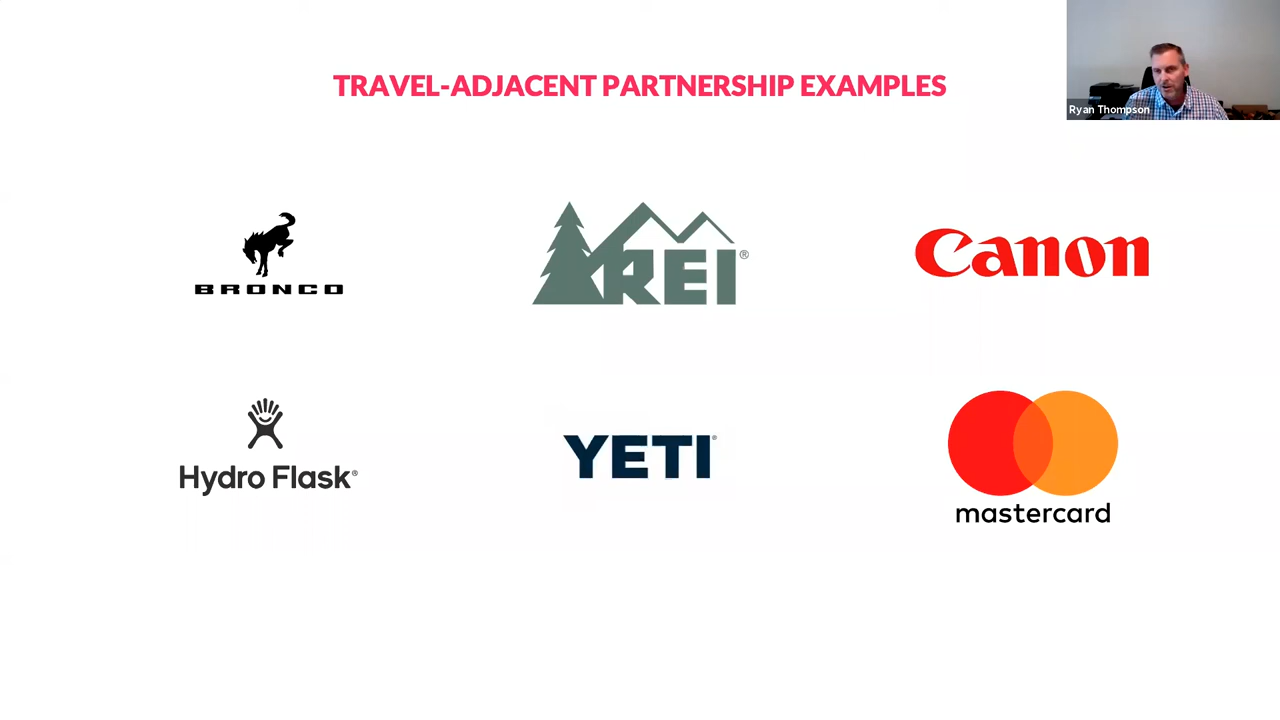 TRAVEL-ADJACENT PARTNERSHIP EXAMPLES
Ryan Thompson
BRONCO
REI®
Canon
Hydro Flask®
YETI®
mastercard